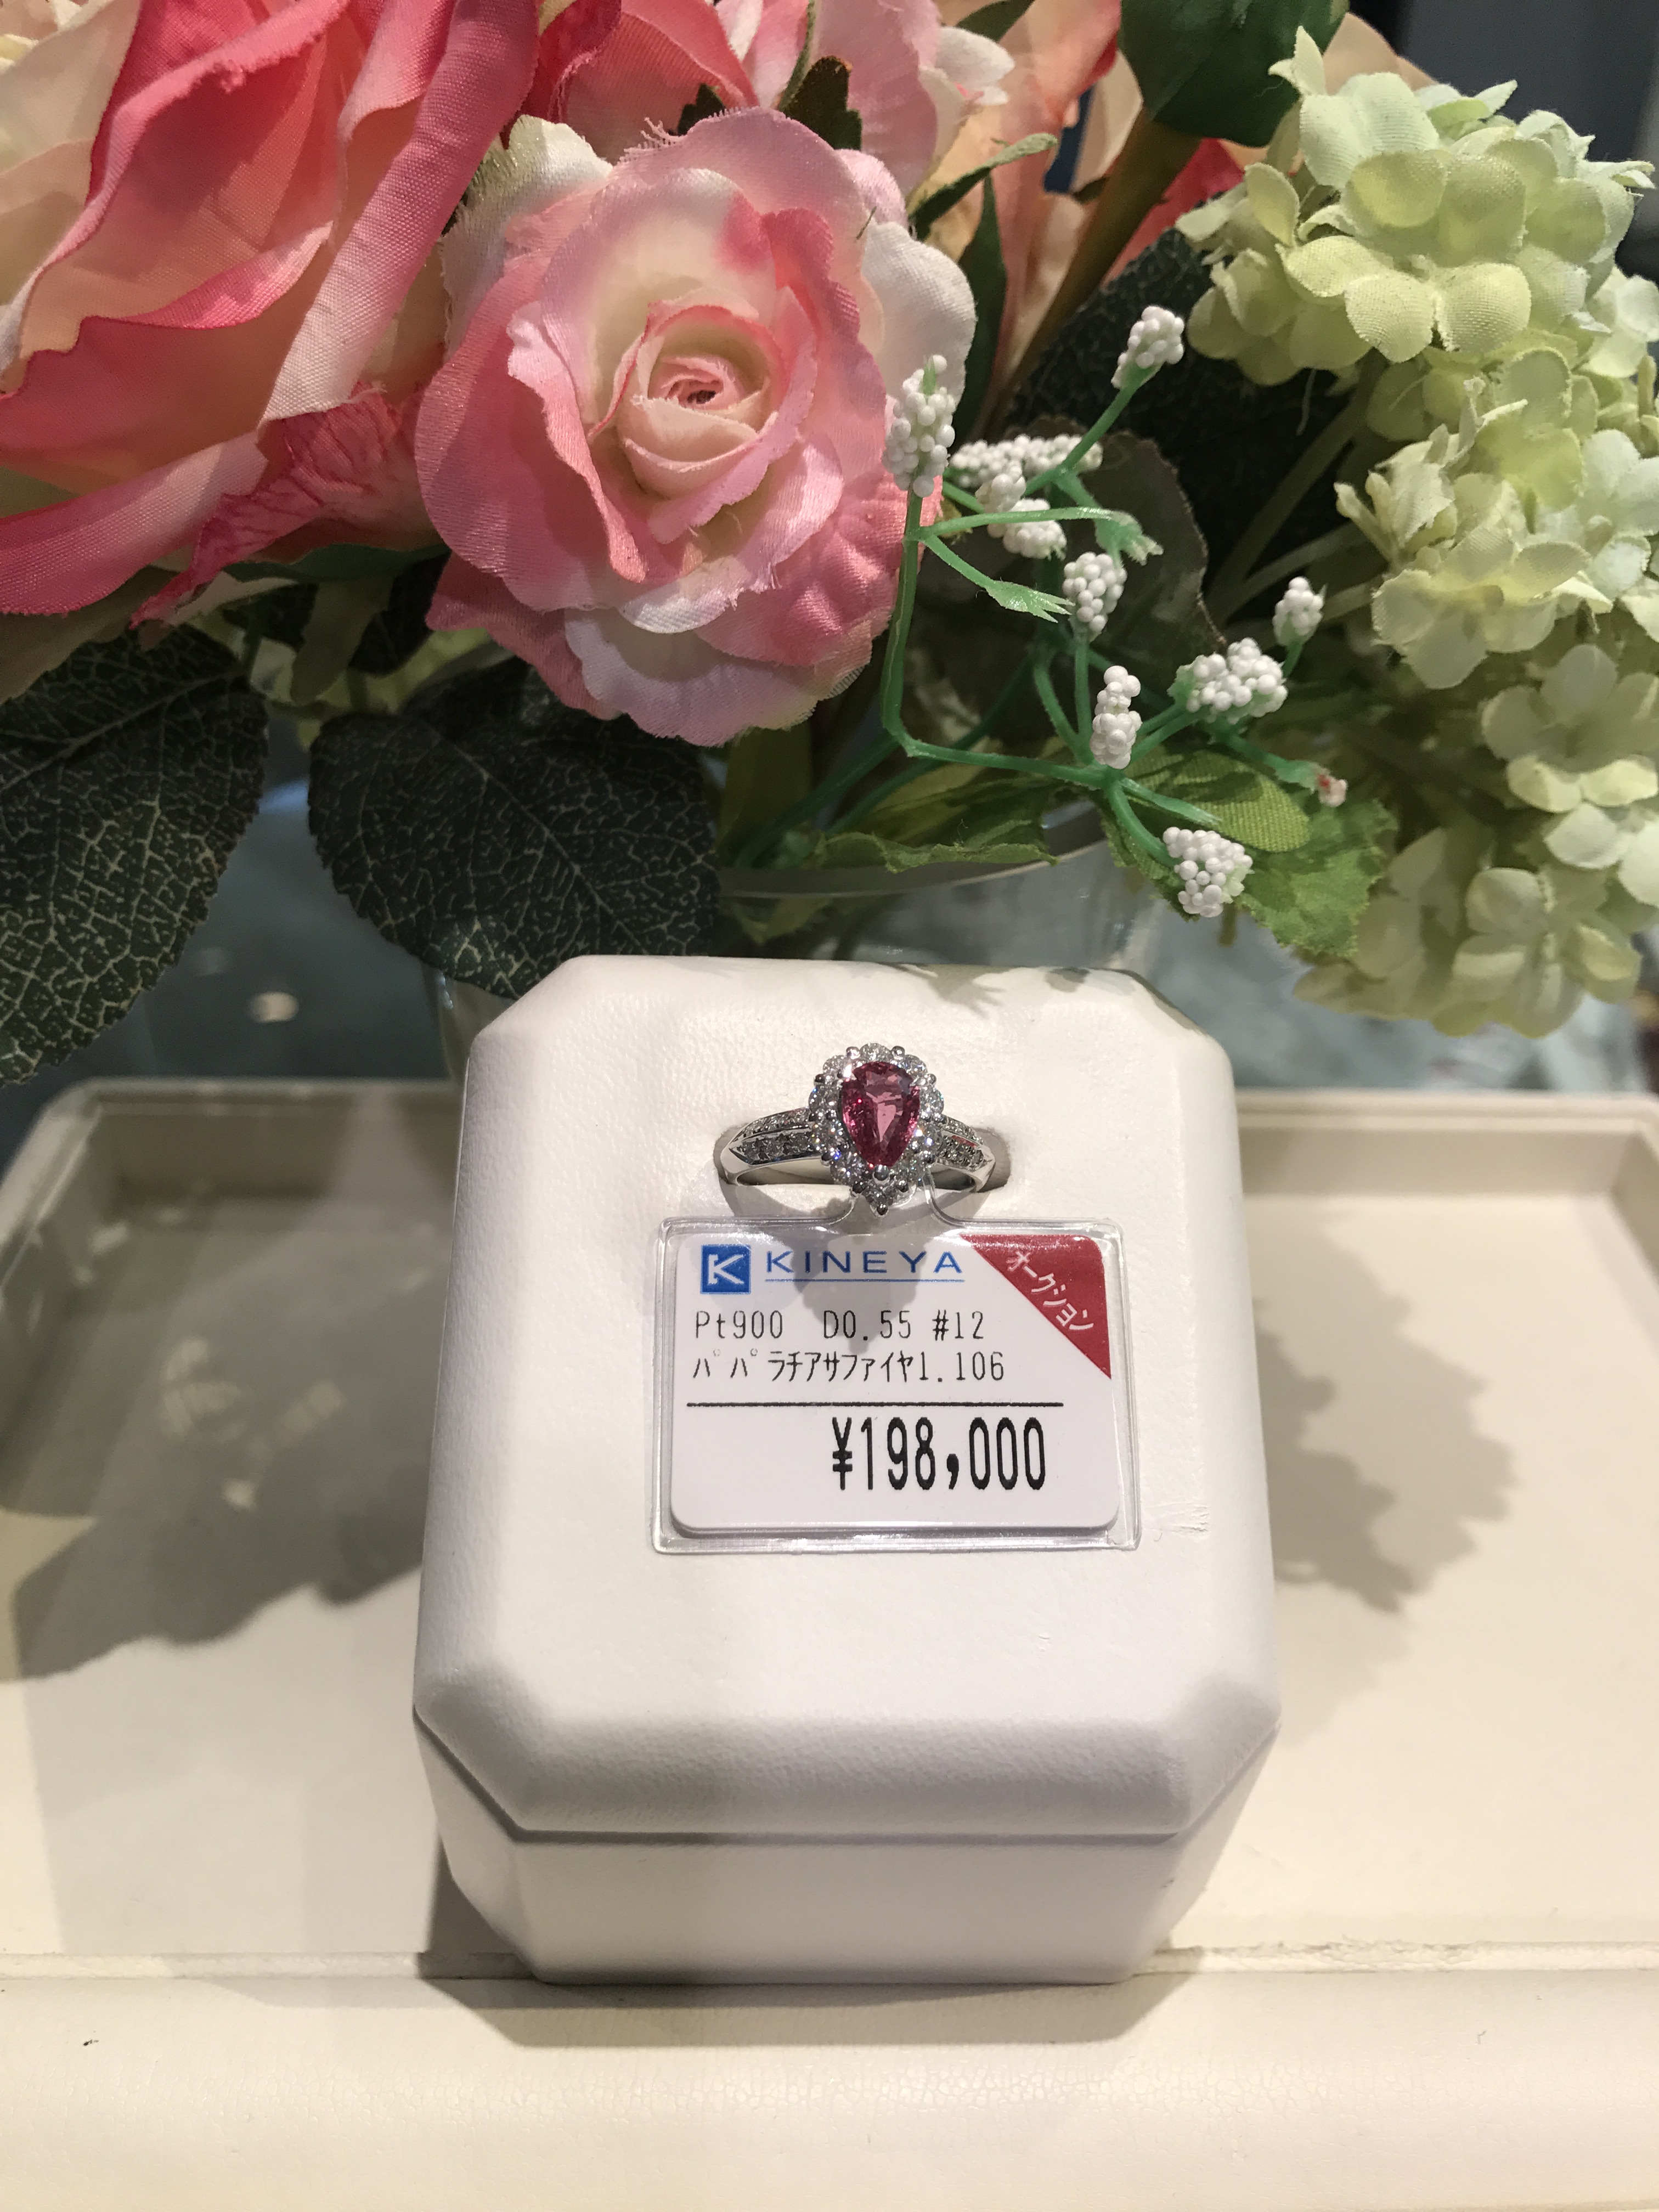 K KINEYA
オークション
Pt900 D0.55 #12
パパラチアサファイヤ1.106
¥198,000